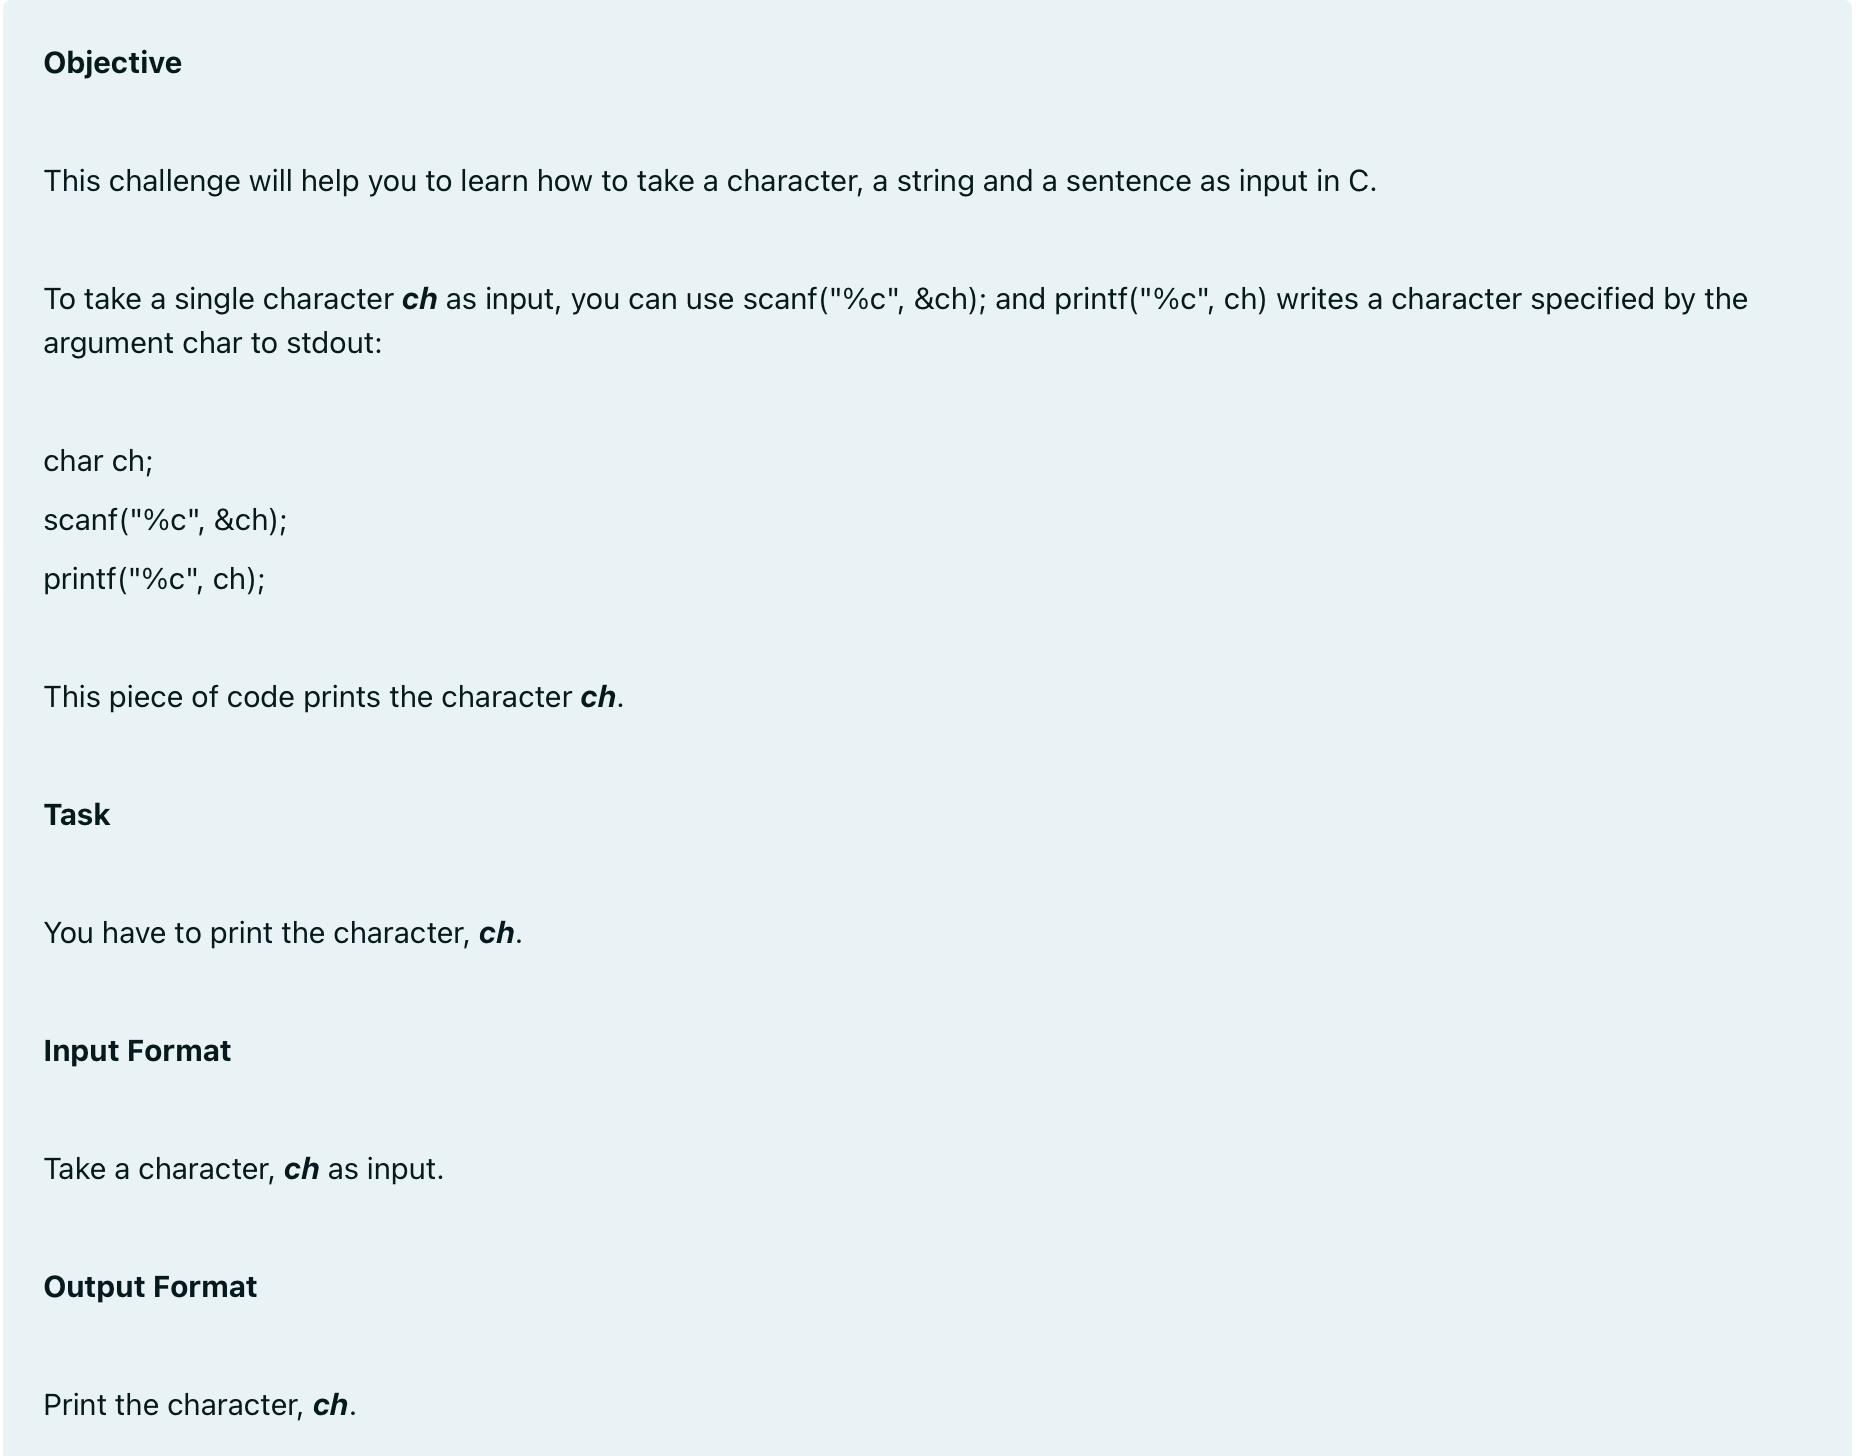 Objective
This challenge will help you to learn how to take a character, a string and a sentence as input in C.
To take a single character ch as input, you can use scanf("%c", &ch); and printf("%c", ch) writes a character specified by the
argument char to stdout:
char ch;
scanf("%c", &ch);
printf("%c", ch);
This piece of code prints the character ch.
Task
You have to print the character, ch.
Input Format
Take a character, ch as input.
Output Format
Print the character, ch.